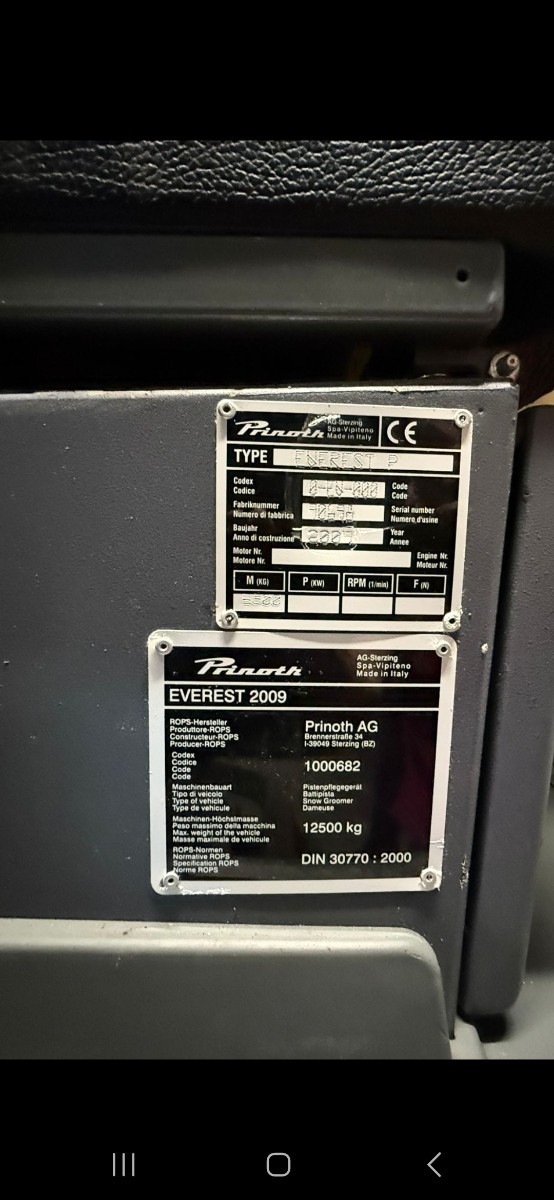 Prinoth
AG-Sterzing
Spa-Vipiteno
Made in Italy
CE
TYPE EVEREST P
Codex
Codice
Code
Code
Fabriknummer
Numero di fabbrica
Serial number
Numero d'usine
Baujahr
Anno di costruzione
2007
Year
Annee
Motor Nr.
Motore Nr.
Engine Nr.
Moteur Nr.
M (KG) P (KW) RPM (1/min) F (N)
Prinoth
AG-Sterzing
Spa-Vipiteno
Made in Italy
EVEREST 2009
ROPS-Hersteller
Produttore-ROPS
Constructeur-ROPS
Producer-ROPS
Prinoth AG
Brennerstraße 34
I-39049 Sterzing (BZ)
Codex
Codice
Code
Code
1000682
Maschinenbauart
Tipo di veicolo
Type of vehicle
Type de véhicule
Pistenpflegegerät
Battipista
Snow Groomer
Dameuse
Maschinen-Höchstmasse
Peso massimo della macchina
Max. weight of the vehicle
Masse maximale de vehicule
12500 kg
ROPS-Normen
Normative ROPS
Specification ROPS
Norme ROPS
DIN 30770 : 2000